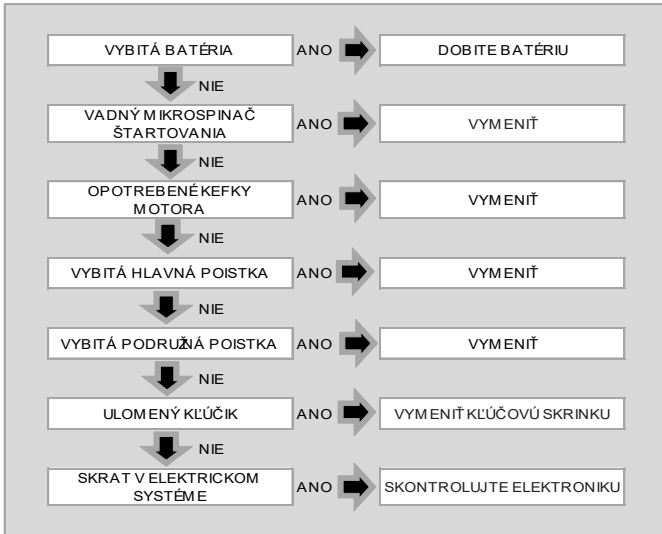 VYBITÁ BATÉRIA ANO DOBITE BATÉRIU
NIE
VADNÝ MIKROSPINAČ
ŠTARTOVANIA ANO VYMENIŤ
NIE
OPOTREBENÉ KEFKY
MOTORA ANO VYMENIŤ
NIE
VYBITÁ HLAVNÁ POISTKA ANO VYMENIŤ
NIE
VYBITÁ PODRUŽNÁ POISTKA ANO VYMENIŤ
NIE
ULOMENÝ KĽÚČIK ANO VYMENIŤ KĽÚČOVÚ SKRINKU
NIE
SKRAT V ELEKTRICKOM
SYSTÉME ANO SKONTROLUJTE ELEKTRONIKU